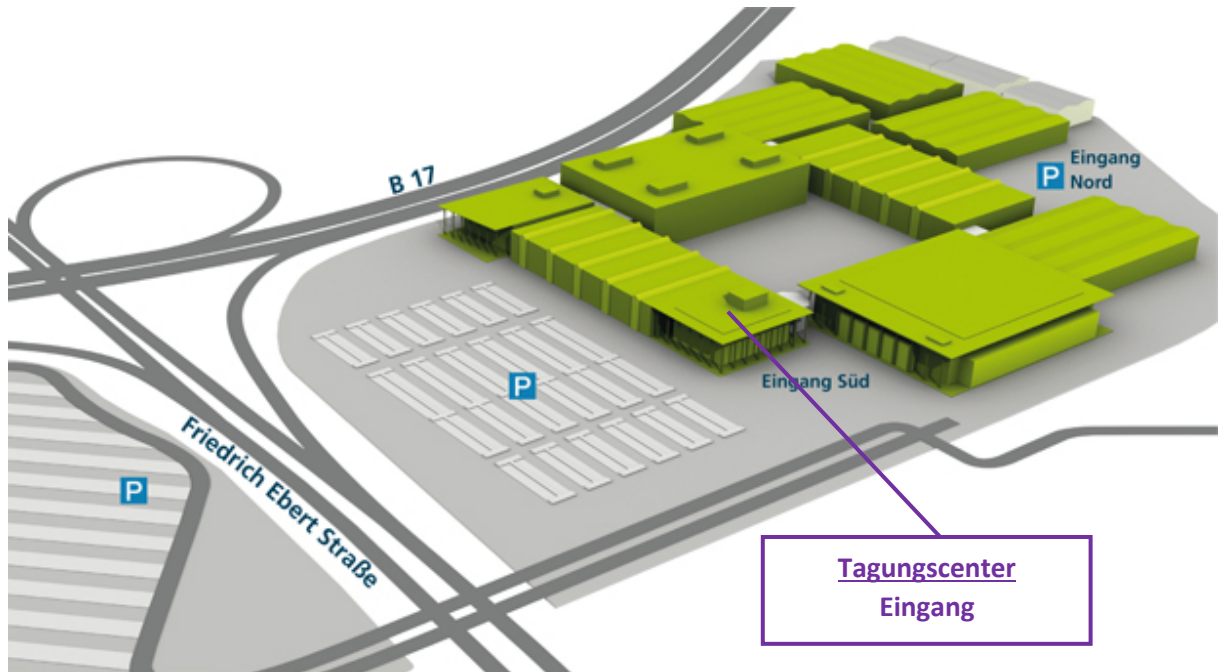 B 17
P Eingang
Nord
P
Eingang Süd
P
Friedrich Ebert Straße
Tagungscenter
Eingang